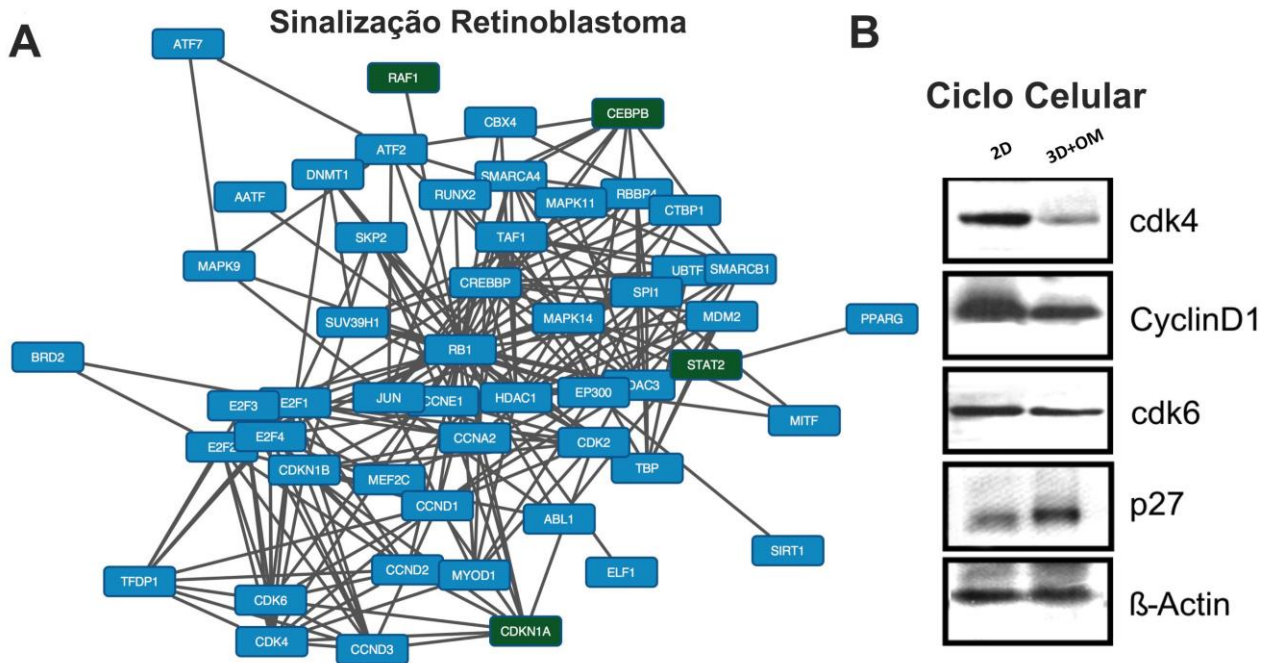 A
Sinalização Retinoblastoma
ATF7
RAF1
CEBPB
CBX4
ATF2
DNMT1
SMARCA4
AATF
RUNX2
MAPK11
RBBP4
CTBP1
SKP2
TAF1
MAPK9
CREBBP
UBTF
SMARCB1
SPI1
SUV39H1
MAPK14
MDM2
PPARG
RB1
BRD2
STAT2
E2F3
E2F1
JUN
CCNE1
HDAC1
EP300
HDAC3
MITF
E2F4
E2F2
CCNA2
CDK2
CDKN1B
MEF2C
TBP
CCND1
ABL1
SIRT1
TFDP1
CCND2
MYOD1
ELF1
CDK6
CDK4
CCND3
CDKN1A
B
Ciclo Celular
2D 3D+OM
cdk4
CyclinD1
cdk6
p27
ß-Actin